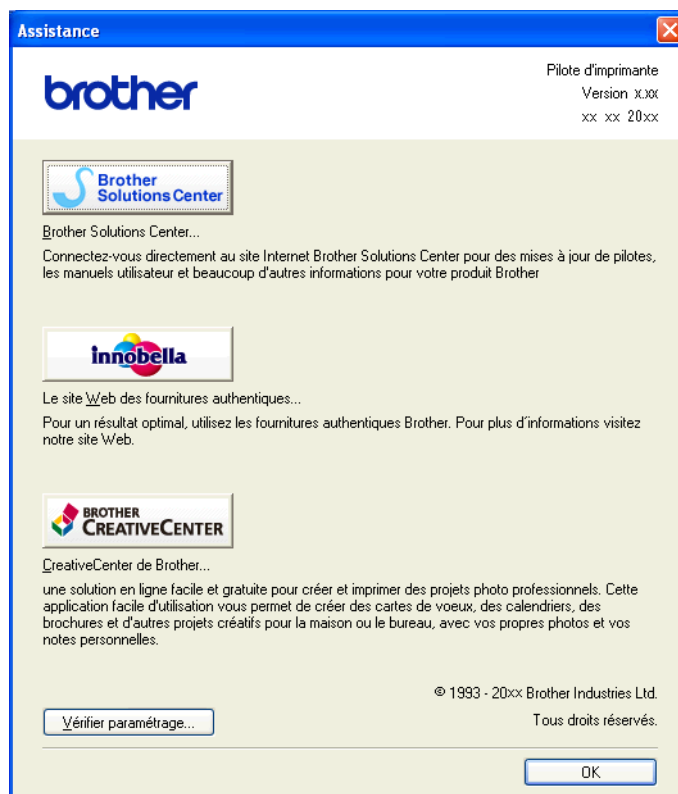 Assistance
brother
Pilote d'imprimante
Version x.xx
xx xx 20xx
Brother
Solutions Center
Brother Solutions Center...
Connectez-vous directement au site Internet Brother Solutions Center pour des mises à jour de pilotes,
les manuels utilisateur et beaucoup d'autres informations pour votre produit Brother
innobella
Le site Web des fournitures authentiques...
Pour un résultat optimal, utilisez les fournitures authentiques Brother. Pour plus d'informations visitez
notre site Web.
BROTHER
CREATIVECENTER
CreativeCenter de Brother...
une solution en ligne facile et gratuite pour créer et imprimer des projets photo professionnels. Cette
application facile d'utilisation vous permet de créer des cartes de voeux, des calendriers, des
brochures et d'autres projets créatifs pour la maison ou le bureau, avec vos propres photos et vos
notes personnelles.
© 1993 - 20xx Brother Industries Ltd.
Vérifier paramétrage...
Tous droits réservés.
OK